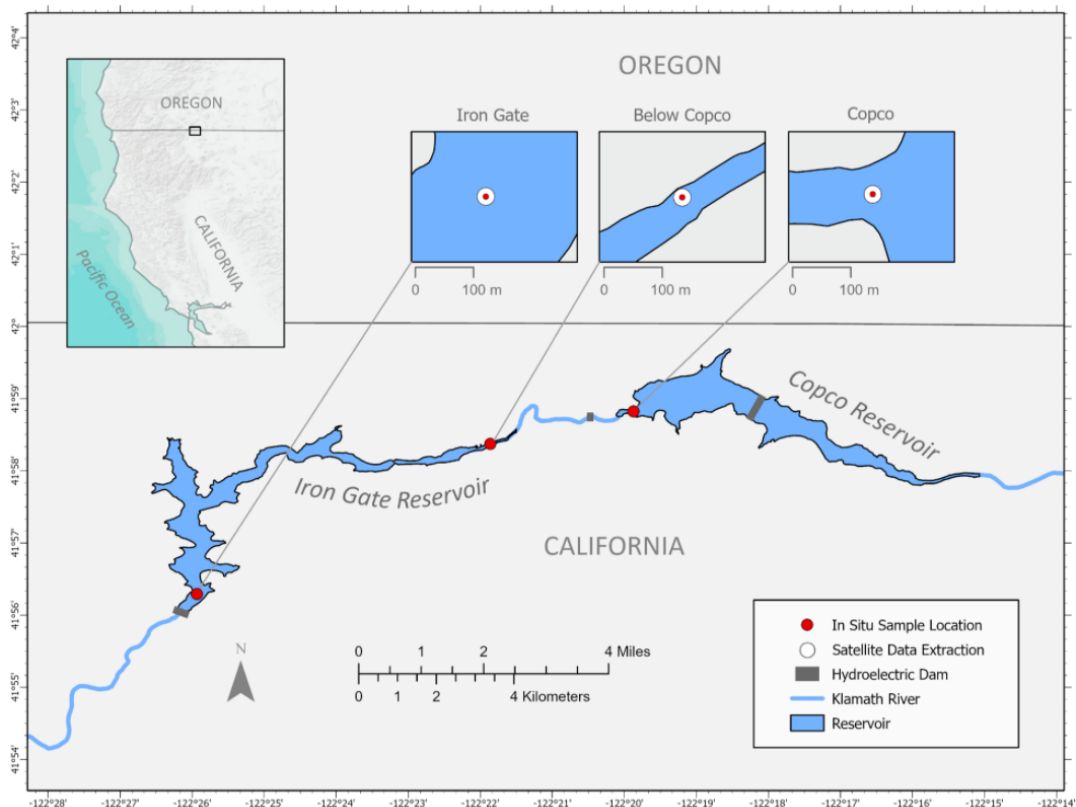 OREGON
Iron Gate
Below Copco
Copco
0 100 m
0 100 m
0 100 m
OREGON
CALIFORNIA
Pacific Ocean
Copco Reservoir
Iron Gate Reservoir
CALIFORNIA
N
0 1 2 4 Miles
0 1 2 4 Kilometers
In Situ Sample Location
Satellite Data Extraction
Hydroelectric Dam
Klamath River
Reservoir
42°4'
42°3'
42°2'
42°1'
42°
41°59'
41°58'
41°57'
41°56'
41°55'
41°54'
-122°28' -122°27' -122°26' -122°25' -122°24' -122°23' -122°22' -122°21' -122°20' -122°18' -122°17' -122°16' -122°15' -122°14'